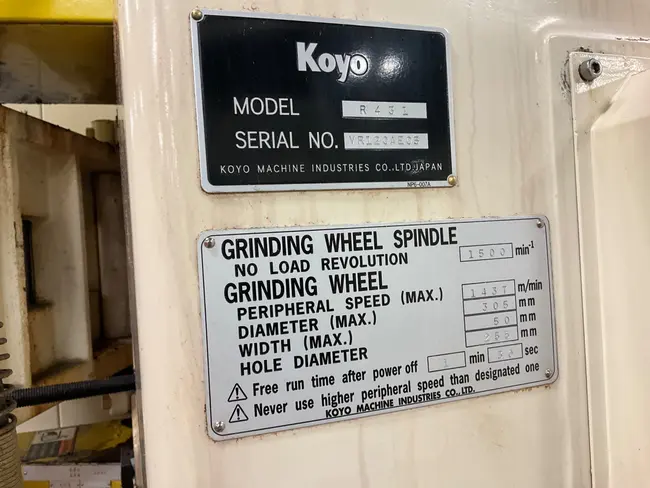 Koyo
MODEL R431
SERIAL NO.
KOYO MACHINE INDUSTRIES CO.,LTD.JAPAN
NPF-007A
GRINDING WHEEL SPINDLE
NO LOAD REVOLUTION 1500 min-1
GRINDING WHEEL
PERIPHERAL SPEED (MAX.) 1437 m/min
DIAMETER (MAX.) 305 mm
WIDTH (MAX.) 50 mm
HOLE DIAMETER mm
Free run time after power off 1 min sec
Never use higher peripheral speed than designated one
KOYO MACHINE INDUSTRIES CO.,LTD.